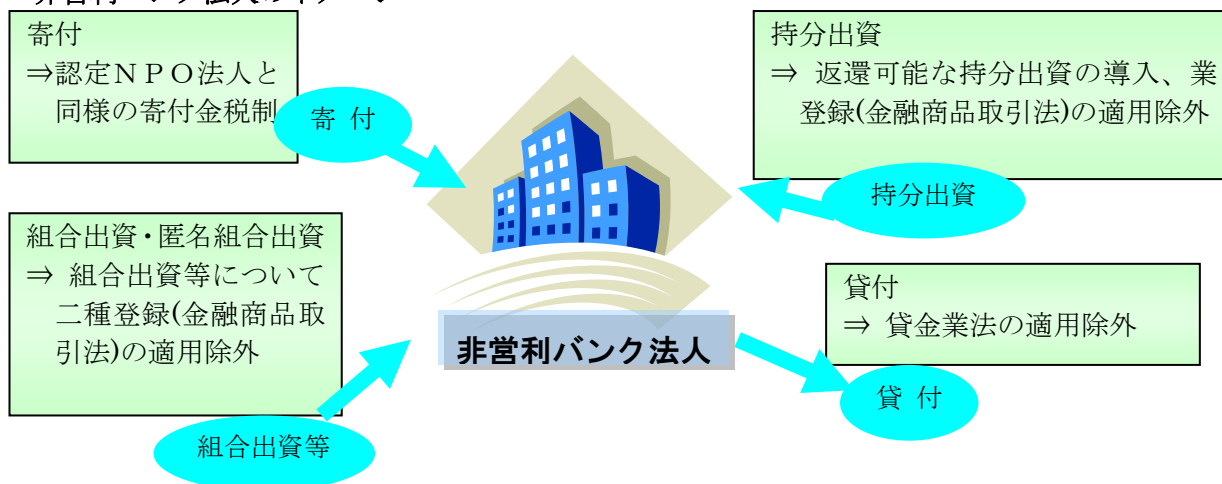 寄付
⇒認定NPO法人と
同様の寄付金税制
寄 付
持分出資
⇒ 返還可能な持分出資の導入、業
登録(金融商品取引法)の適用除外
持分出資
組合出資・匿名組合出資
⇒ 組合出資等について
二種登録(金融商品取
引法)の適用除外
組合出資等
非営利バンク法人
貸付
⇒ 貸金業法の適用除外
貸 付